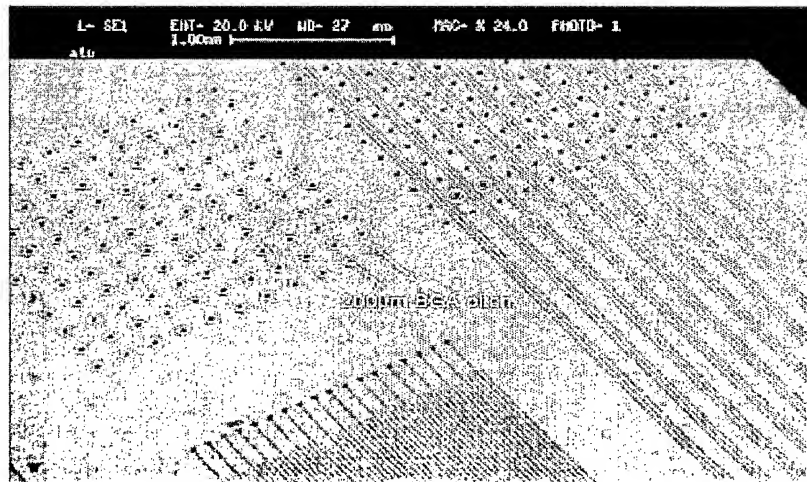 L- SE1 EHT- 20.0 KV WD- 27 mm MAG- X 24.0 PHOTO- 1
1.00mm
200um BGA pitch